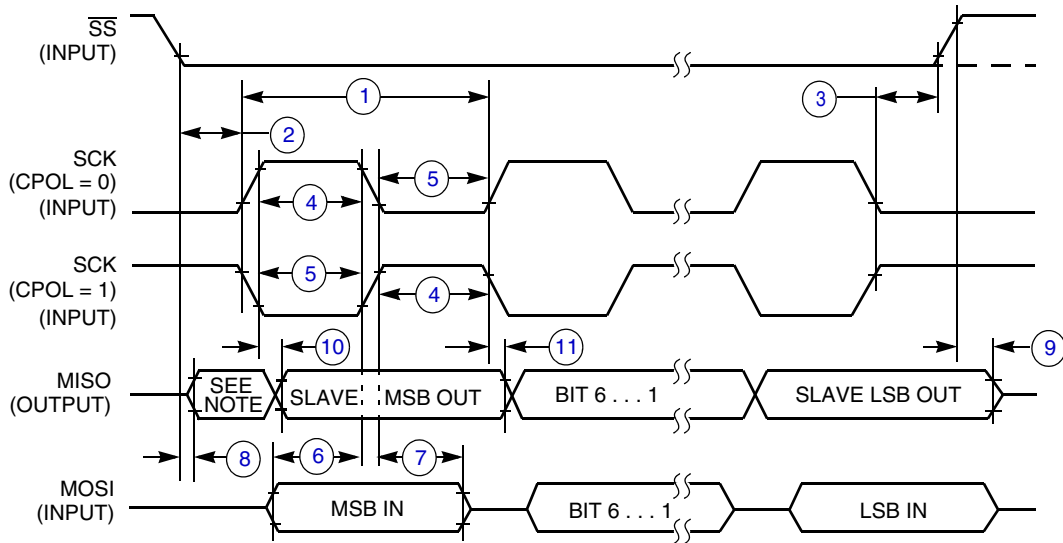 SS
(INPUT)
1
3
2
SCK
(CPOL = 0)
(INPUT)
5
4
SCK
(CPOL = 1)
(INPUT)
5
4
10
11
9
MISO
(OUTPUT)
SEE
NOTE
SLAVE
MSB OUT
BIT 6 . . . 1
SLAVE LSB OUT
8
6
7
MOSI
(INPUT)
MSB IN
BIT 6 . . . 1
LSB IN